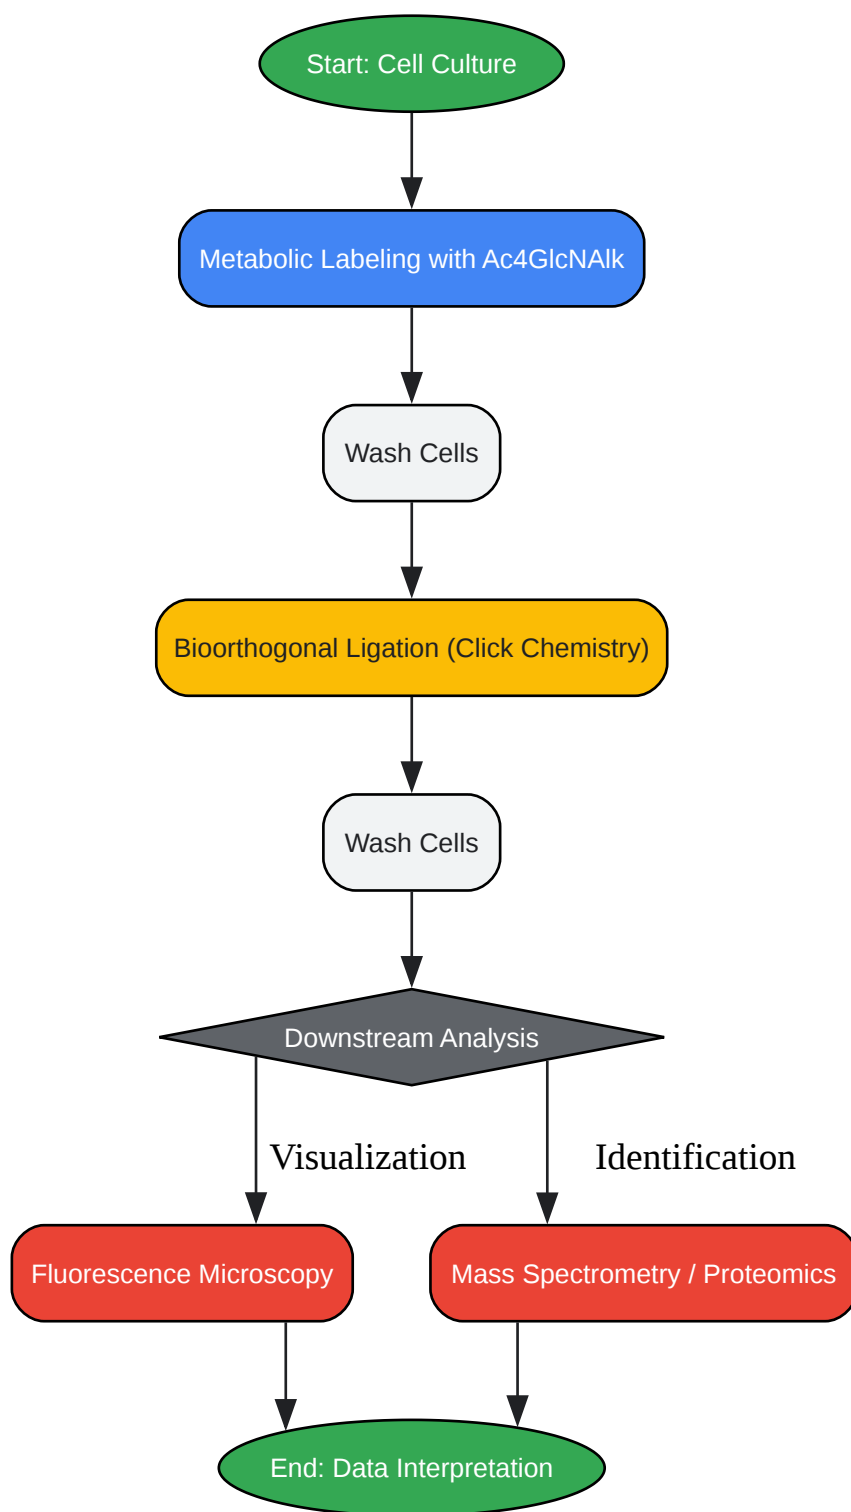 Start: Cell Culture
Metabolic Labeling with Ac4GlcNAlk
Wash Cells
Bioorthogonal Ligation (Click Chemistry)
Wash Cells
Downstream Analysis
Visualization
Identification
Fluorescence Microscopy
Mass Spectrometry / Proteomics
End: Data Interpretation